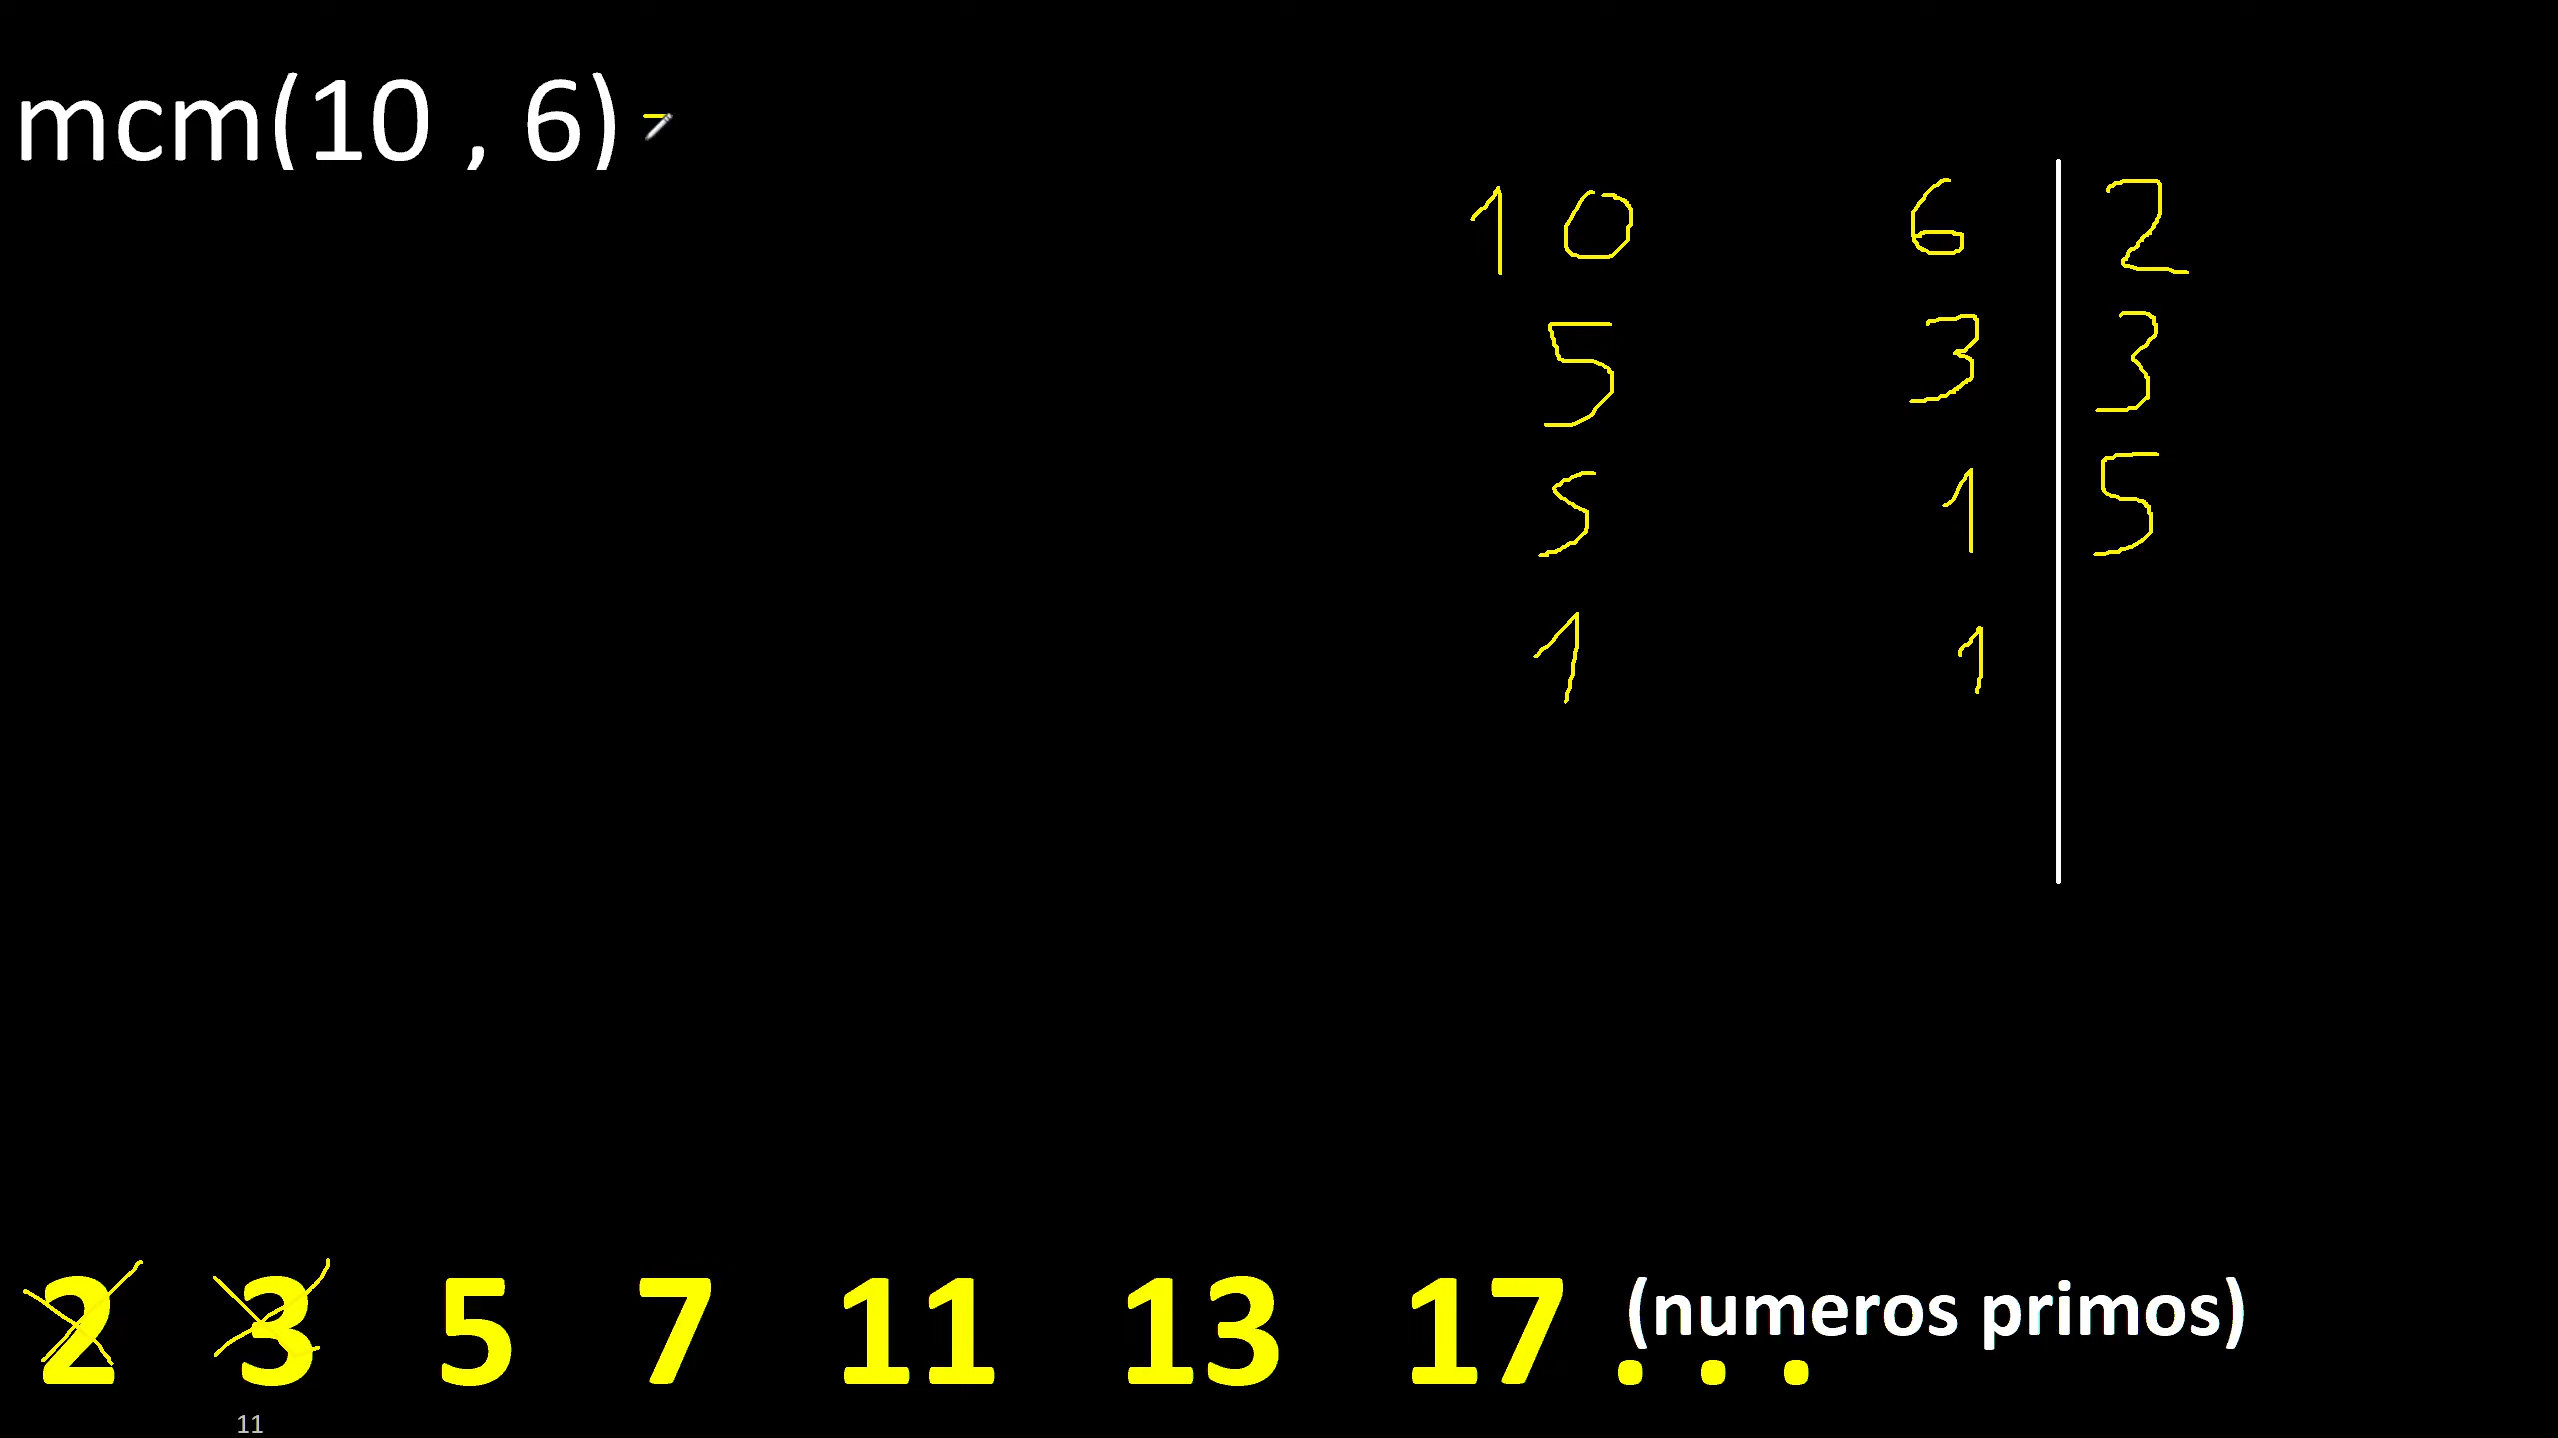 mcm(10 , 6) -
10 6 2
5 3 3
5 1 5
1 1
2 3 5 7 11 13 17 . . . (numeros primos)
11